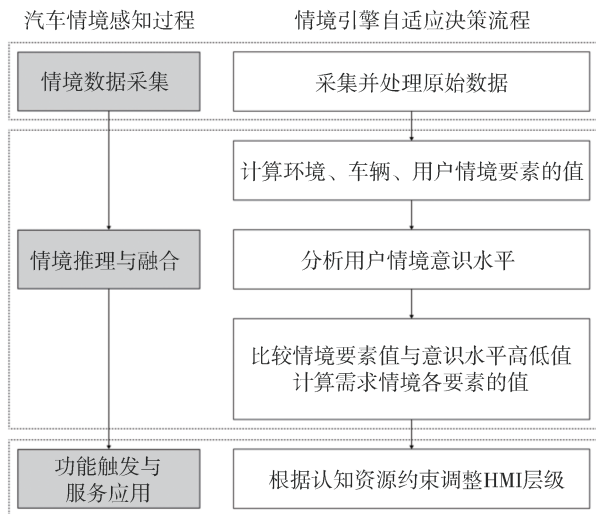 汽车情境感知过程
情境引擎自适应决策流程
情境数据采集
采集并处理原始数据
计算环境、车辆、用户情境要素的值
情境推理与融合
分析用户情境意识水平
比较情境要素值与意识水平高低值
计算需求情境各要素的值
功能触发与
服务应用
根据认知资源约束调整HMI层级